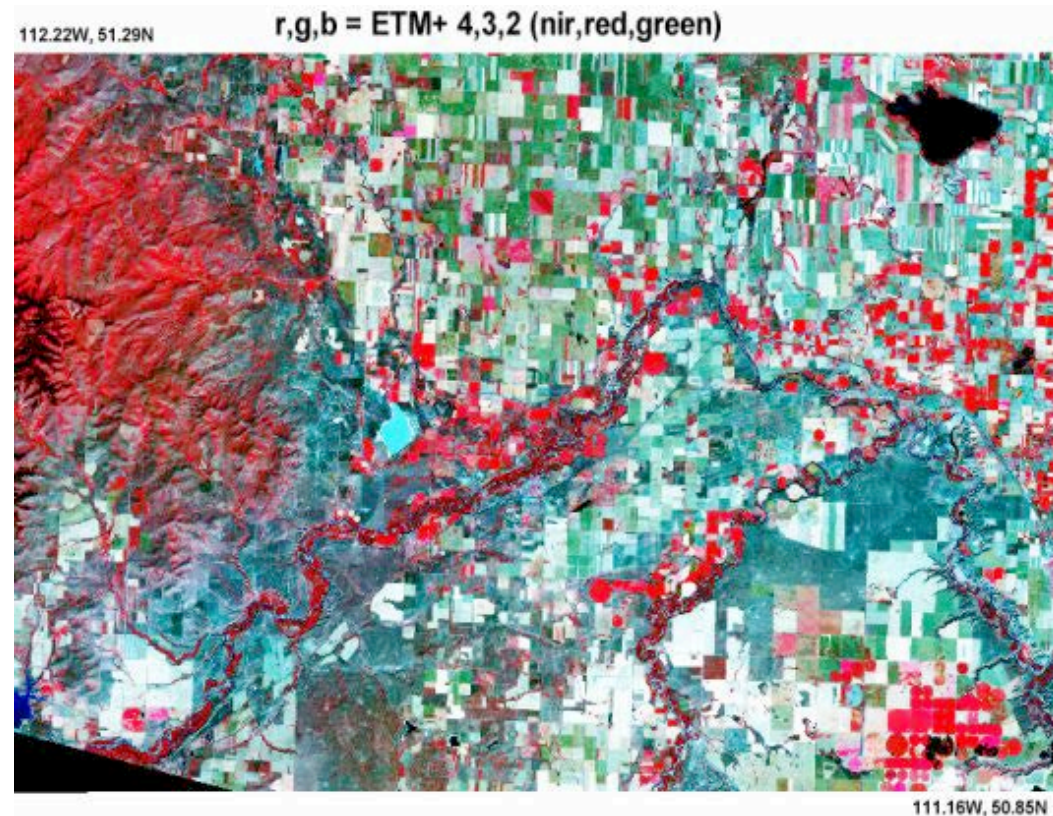 r,g,b = ETM+ 4,3,2 (nir,red,green)
112.22W, 51.29N
111.16W, 50.85N